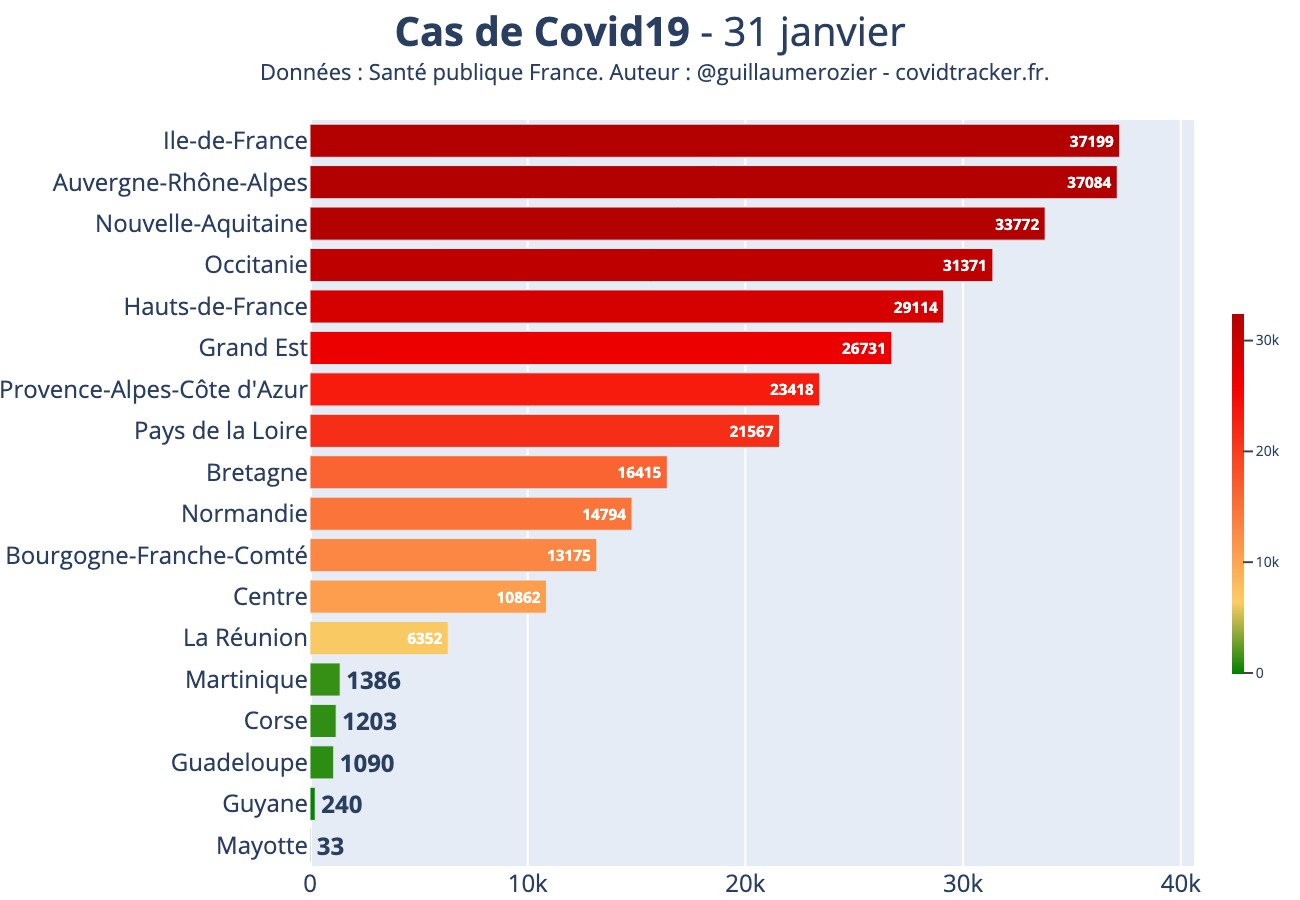 Cas de Covid19 - 31 janvier
Données : Santé publique France. Auteur : @guillaumerozier - covidtracker.fr.
Ile-de-France 37199
Auvergne-Rhône-Alpes 37084
Nouvelle-Aquitaine 33772
Occitanie 31371
Hauts-de-France 29114
Grand Est 26731
Provence-Alpes-Côte d'Azur 23418
Pays de la Loire 21567
Bretagne 16415
Normandie 14794
Bourgogne-Franche-Comté 13175
Centre 10862
La Réunion 6352
Martinique 1386
Corse 1203
Guadeloupe 1090
Guyane 240
Mayotte 33
0 10k 20k 30k 40k
30k
20k
10k
0